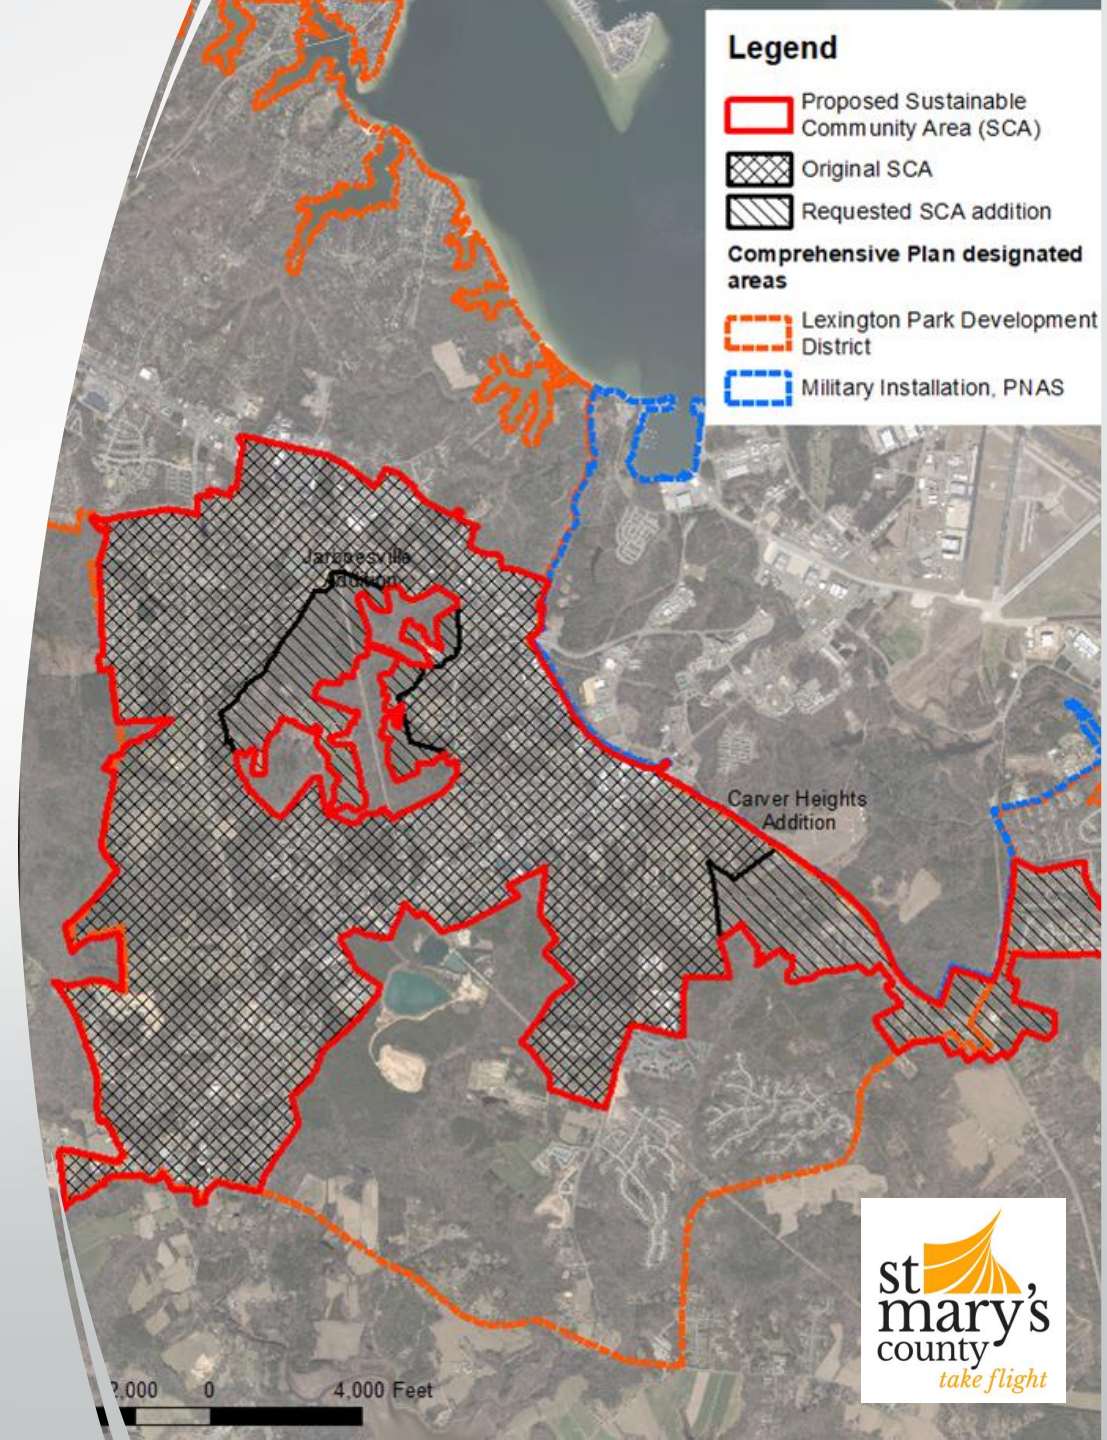 Legend
Proposed Sustainable
Community Area (SCA)
Original SCA
Requested SCA addition
Comprehensive Plan designated
areas
Lexington Park Development
District
Military Installation, PNAS
Addition
Carver Heights
Addition
st
mary's
county
take flight
2,000 0 4,000 Feet